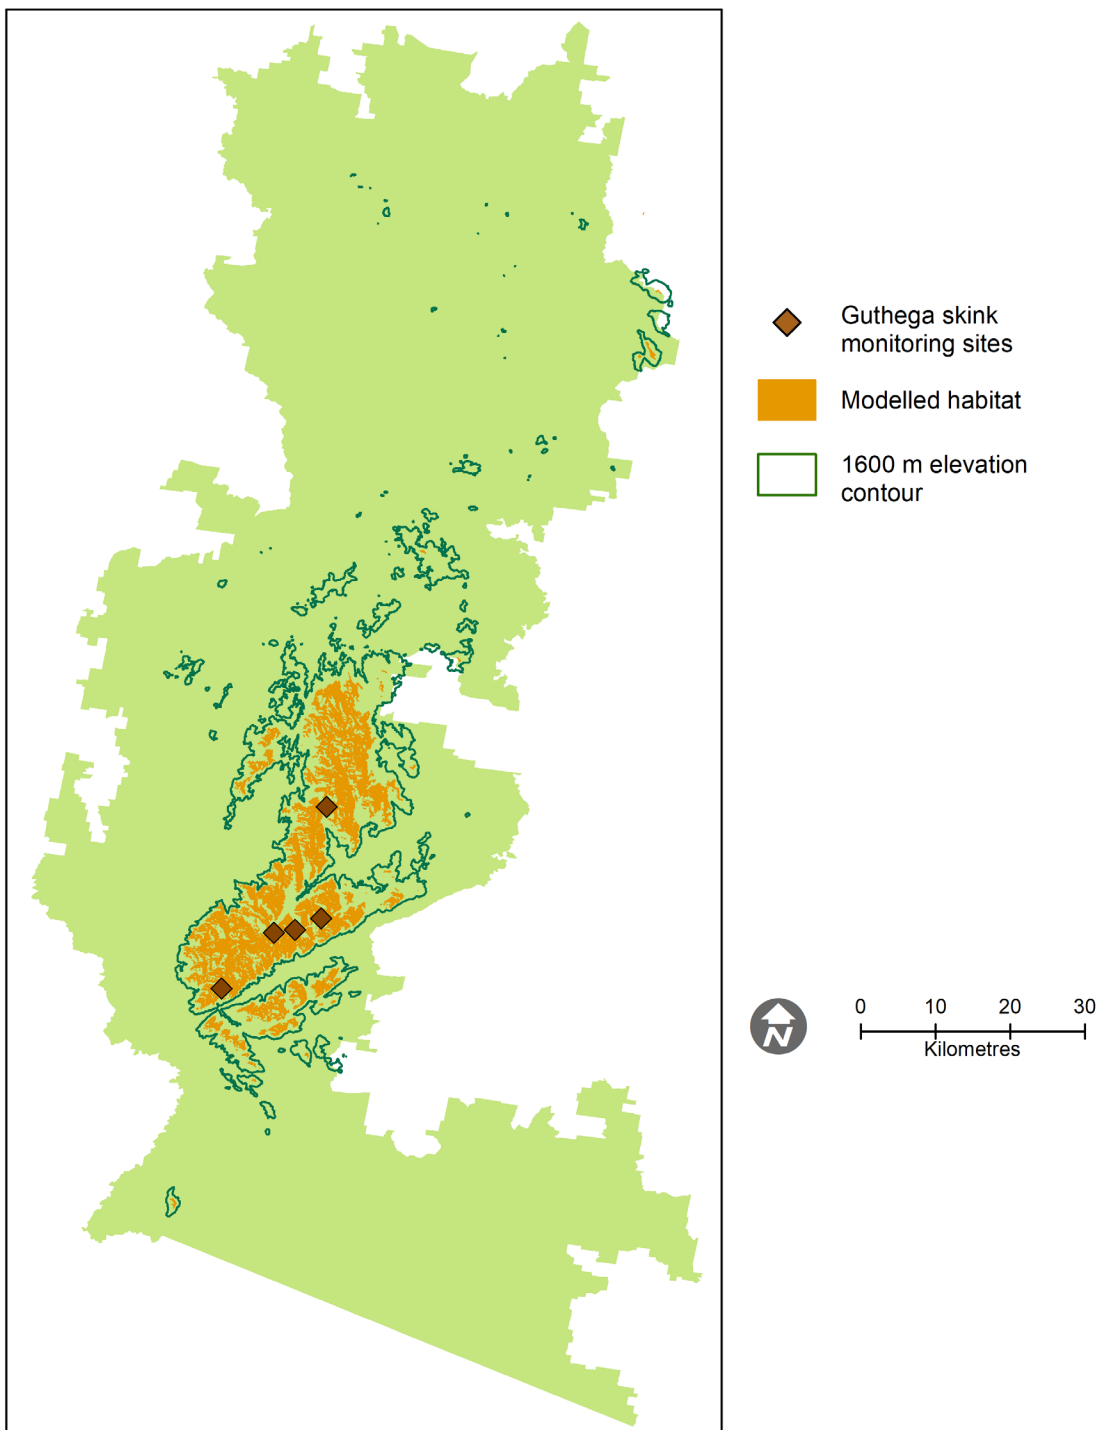 Guthega skink
monitoring sites
Modelled habitat
1600 m elevation
contour
N
0 10 20 30
Kilometres